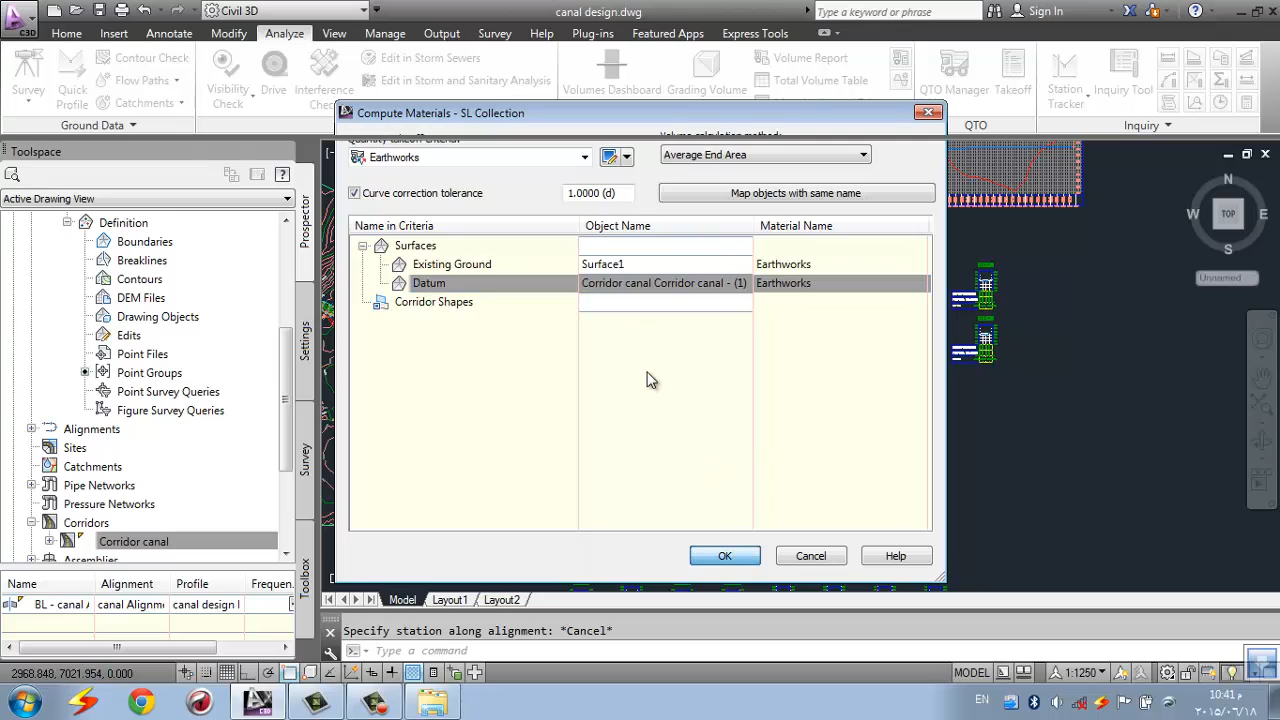 Civil 3D
canal design.dwg
Type a keyword or phrase
Sign In
C3D
Home Insert Annotate Modify Analyze View Manage Output Survey Help Plug-ins Featured Apps Express Tools
Contour Check
Flow Paths
Catchments
Survey
Quick
Profile
Ground Data
Visibility
Check
Drive
Interference
Edit in Storm Sewers
Edit in Storm and Sanitary Analysis
Volumes Dashboard
Grading Volume
Volume Report
Total Volume Table
QTO Manager
Takeoff
QTO
Station
Tracker
Inquiry Tool
Inquiry
Compute Materials - SL Collection
Earthworks
Average End Area
Curve correction tolerance
1.0000 (d)
Map objects with same name
Name in Criteria Object Name Material Name
Surfaces
Existing Ground Surface1 Earthworks
Datum Corridor canal Corridor canal - (1) Earthworks
Corridor Shapes
OK Cancel Help
Toolspace
Active Drawing View
Definition
Boundaries
Breaklines
Contours
DEM Files
Drawing Objects
Edits
Point Files
Point Groups
Point Survey Queries
Figure Survey Queries
Alignments
Sites
Catchments
Pipe Networks
Pressure Networks
Corridors
Corridor canal
Prospector
Settings
Survey
Toolbox
Name Alignment Profile Frequen.
canal design
N
W TOP E
S
Unnamed
Model Layout1 Layout2
Specify station along alignment: *Cancel*
Type a command
2968.848, 7021.954, 0.000
MODEL
1:1250
EN
10:41 م
٢٠١٥/٠٦/١٨